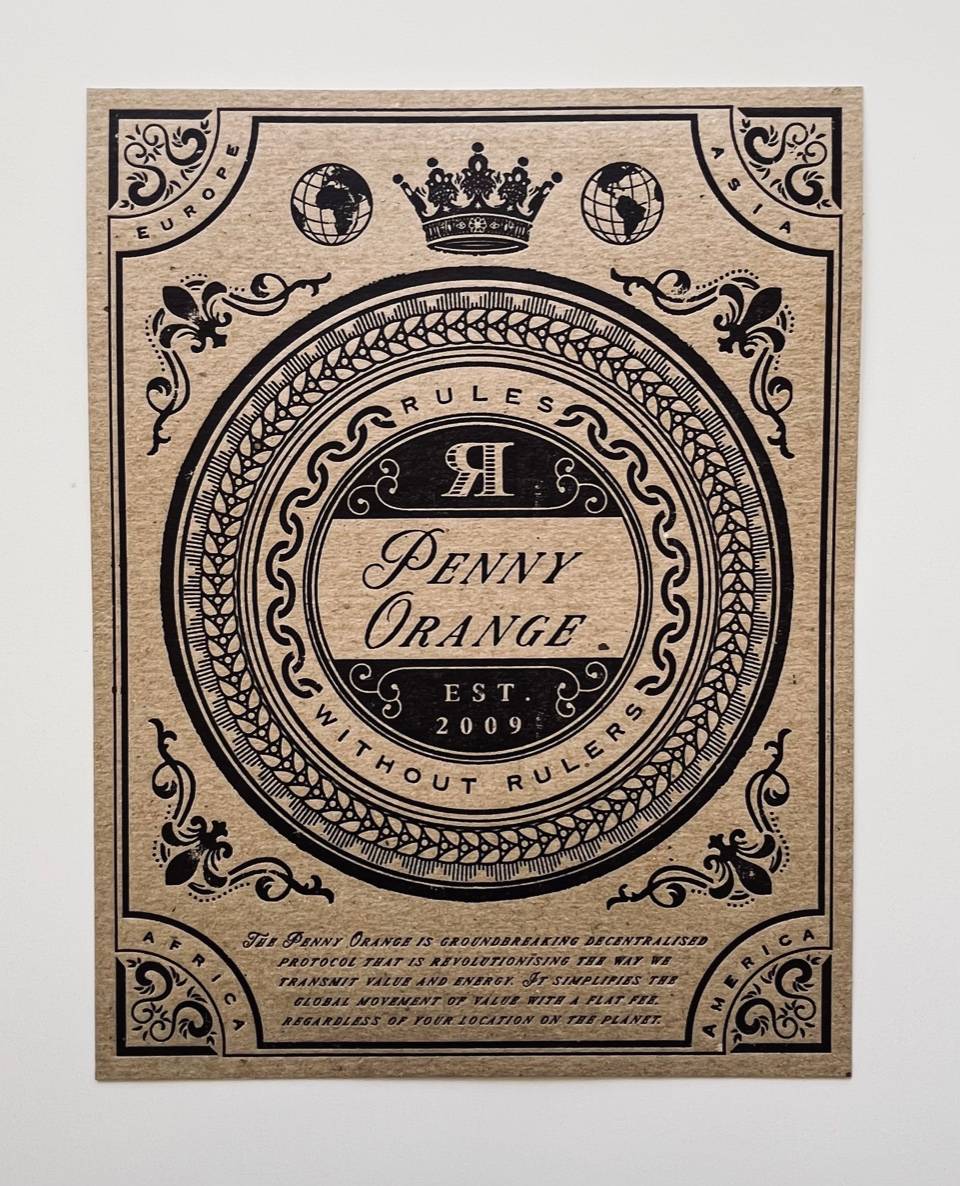 EUROPE
ASIA
RULES
ЯI
PENNY
ORANGE
EST.
2009
WITHOUT RULERS
AFRICA
AMERICA
THE PENNY ORANGE IS GROUNDBREAKING DECENTRALISED
PROTOCOL THAT IS REVOLUTIONISING THE WAY WE
TRANSMIT VALUE AND ENERGY. IT SIMPLIFIES THE
GLOBAL MOVEMENT OF VALUE WITH A FLAT FEE,
REGARDLESS OF YOUR LOCATION ON THE PLANET.